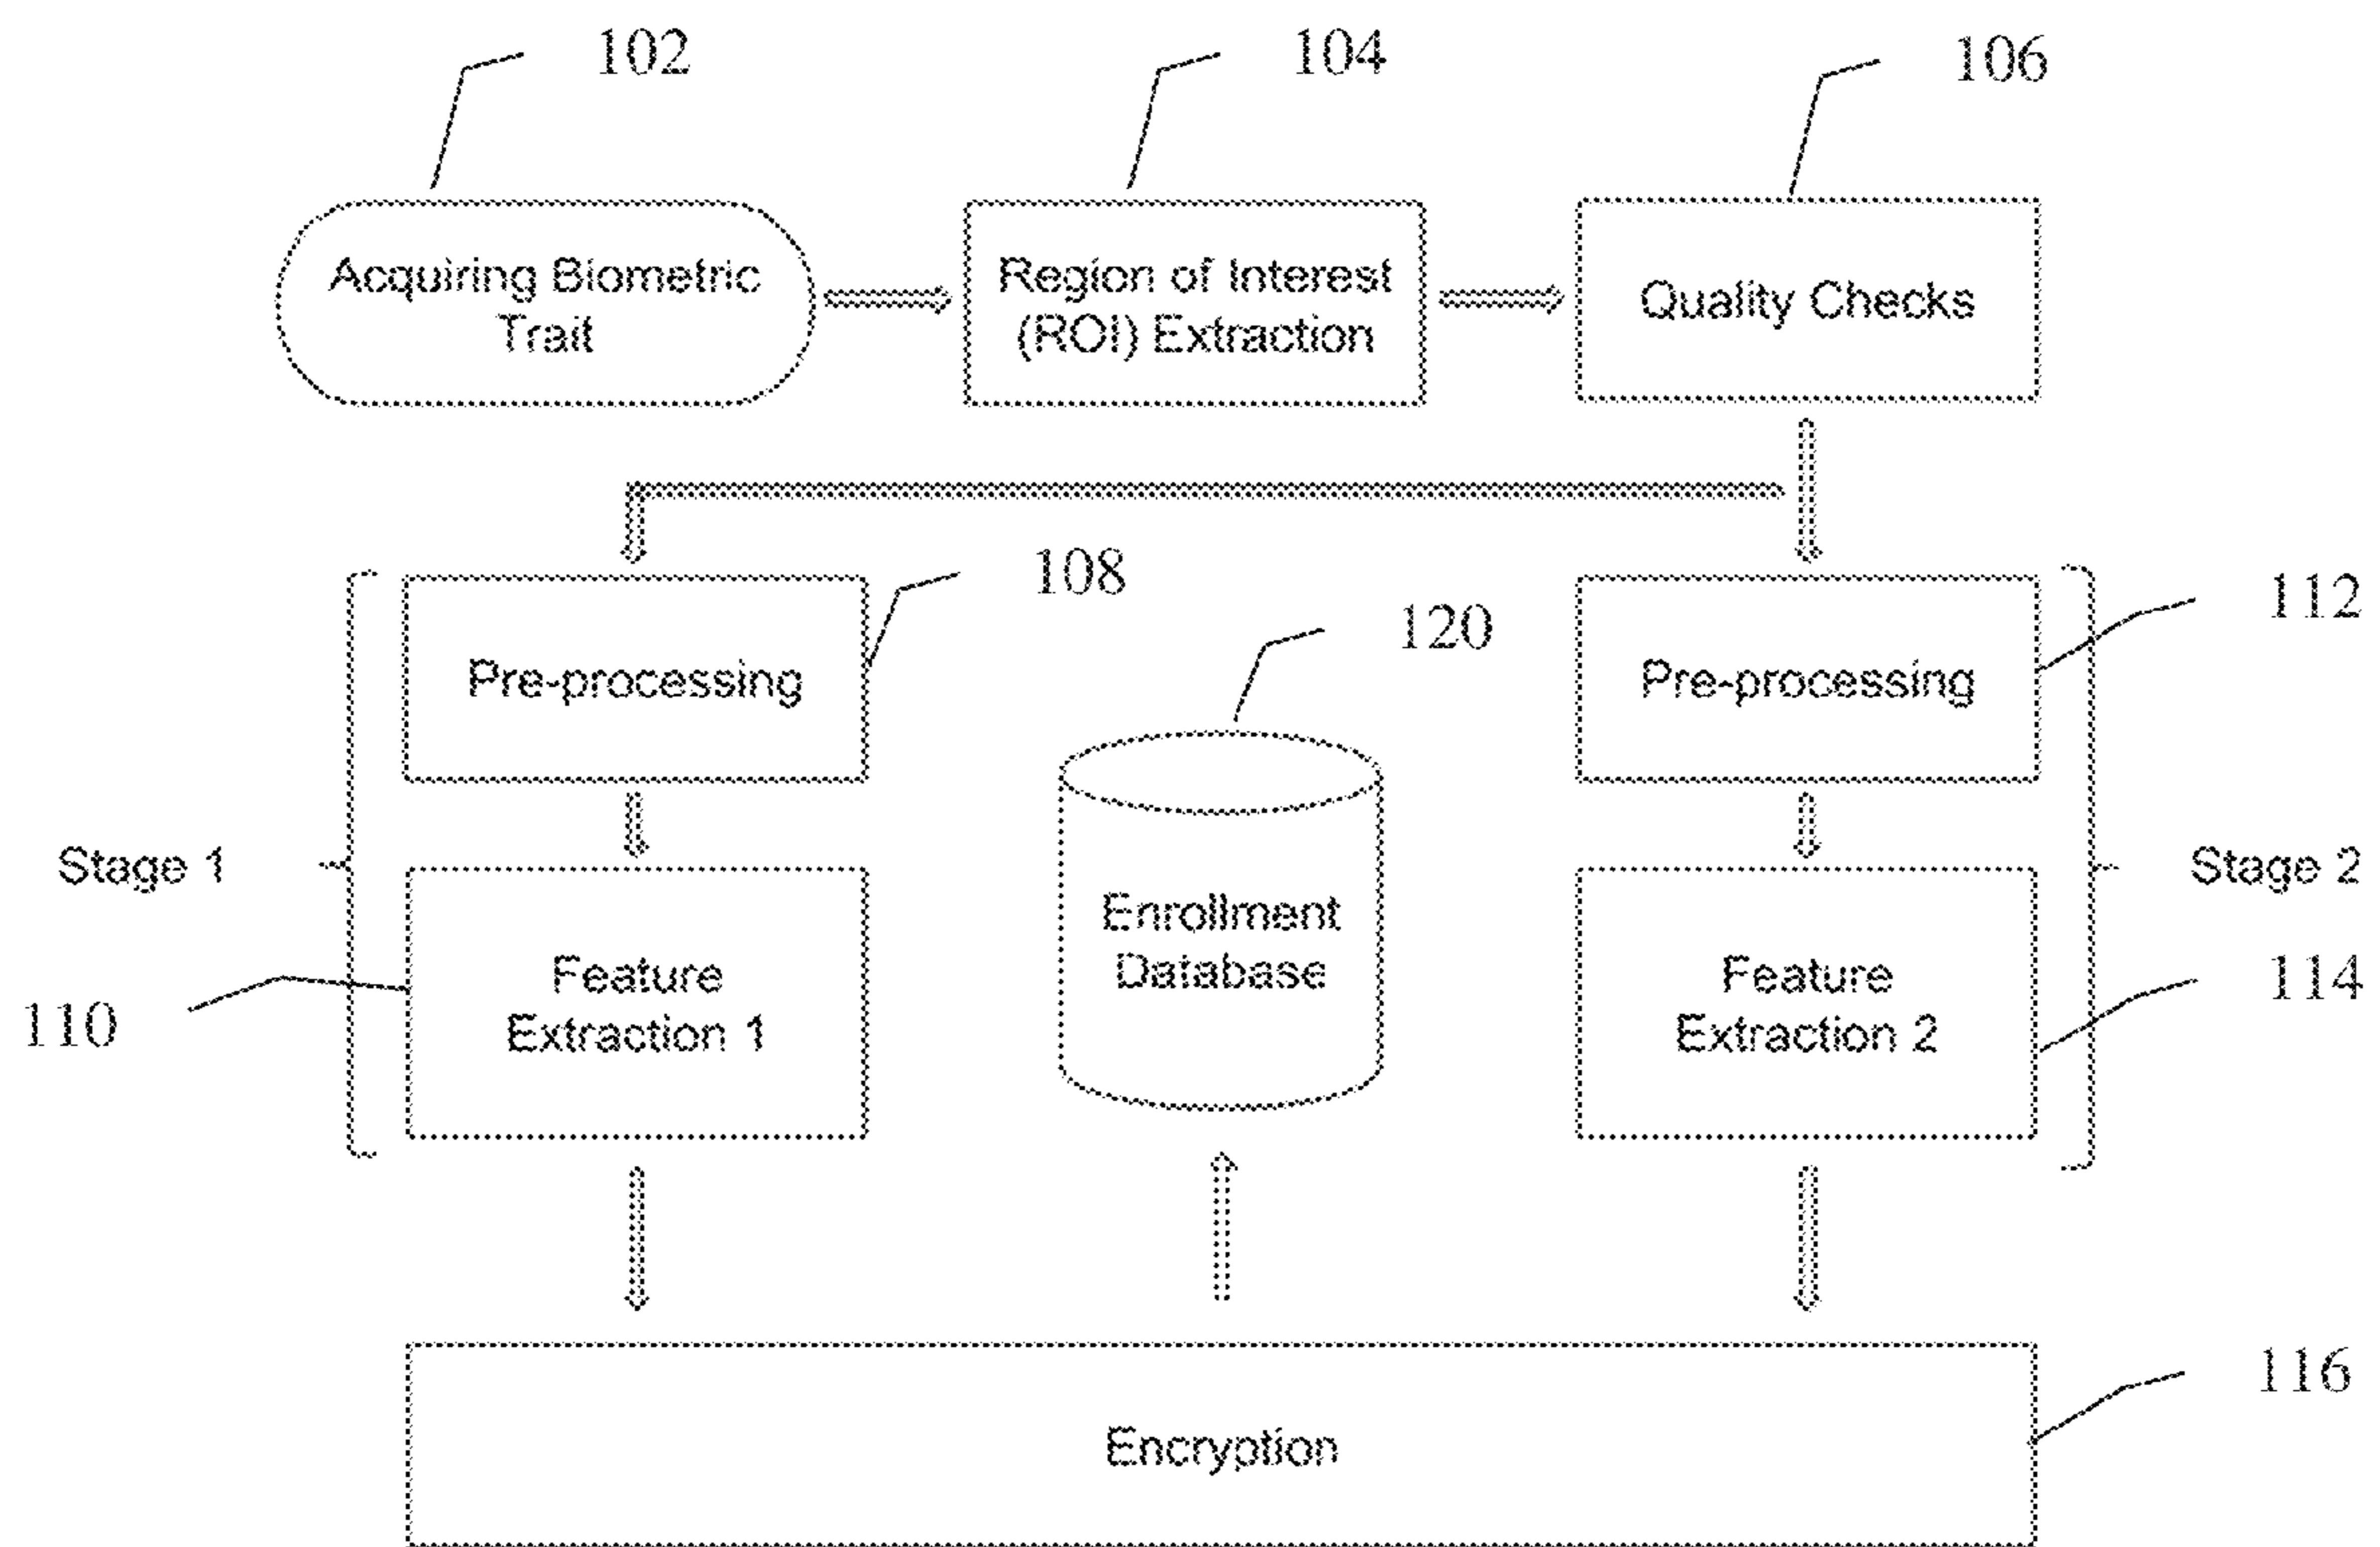 102
104
106
Acquiring Biometric
Trait
Region of Interest
(ROI) Extraction
Quality Checks
108
112
120
Pre-processing
Pre-processing
Stage 1
Stage 2
Enrollment
Database
Feature
Extraction 1
Feature
Extraction 2
110
114
116
Encryption